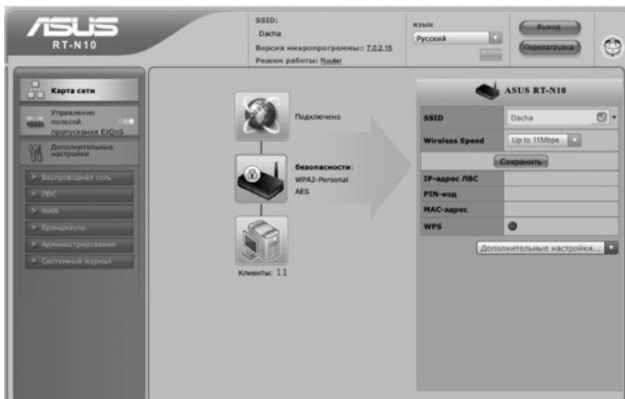 ASUS
RT-N10
SSID:
Dacha
Версия микропрограммы:: 7.0.2.15
Режим работы: Router
язык
Русский
Выход
Перезагрузка
Карта сети
Управление
полосой
пропускания EzQoS
Дополнительные
настройки
Беспроводная сеть
ЛВС
WAN
Брандмауэр
Администрирование
Системный журнал
Подключено
безопасности:
WPA2-Personal
AES
Клиенты: 11
ASUS RT-N10
SSID Dacha
Wireless Speed Up to 11Mbps
Сохранить
IP-адрес ЛВС
PIN-код
MAC-адрес
WPS
Дополнительные настройки...